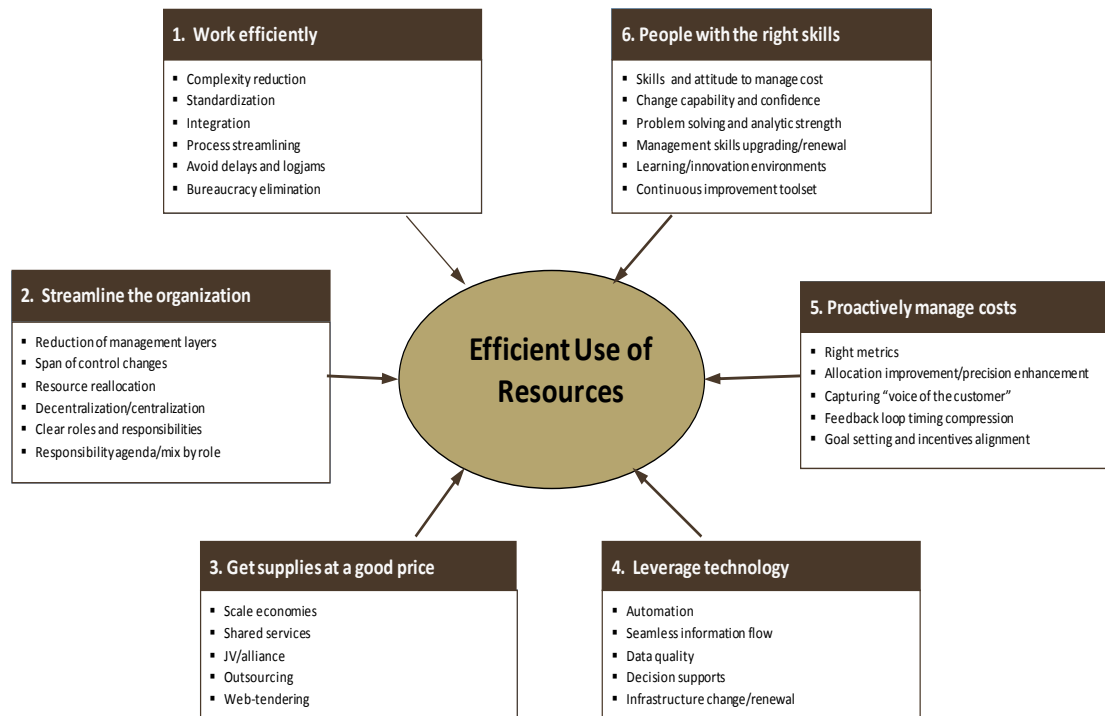 1. Work efficiently
▪ Complexity reduction
▪ Standardization
▪ Integration
▪ Process streamlining
▪ Avoid delays and logjams
▪ Bureaucracy elimination
6. People with the right skills
▪ Skills and attitude to manage cost
▪ Change capability and confidence
▪ Problem solving and analytic strength
▪ Management skills upgrading/renewal
▪ Learning/innovation environments
▪ Continuous improvement toolset
2. Streamline the organization
▪ Reduction of management layers
▪ Span of control changes
▪ Resource reallocation
▪ Decentralization/centralization
▪ Clear roles and responsibilities
▪ Responsibility agenda/mix by role
Efficient Use of
Resources
5. Proactively manage costs
▪ Right metrics
▪ Allocation improvement/precision enhancement
▪ Capturing “voice of the customer”
▪ Feedback loop timing compression
▪ Goal setting and incentives alignment
3. Get supplies at a good price
▪ Scale economies
▪ Shared services
▪ JV/alliance
▪ Outsourcing
▪ Web-tendering
4. Leverage technology
▪ Automation
▪ Seamless information flow
▪ Data quality
▪ Decision supports
▪ Infrastructure change/renewal